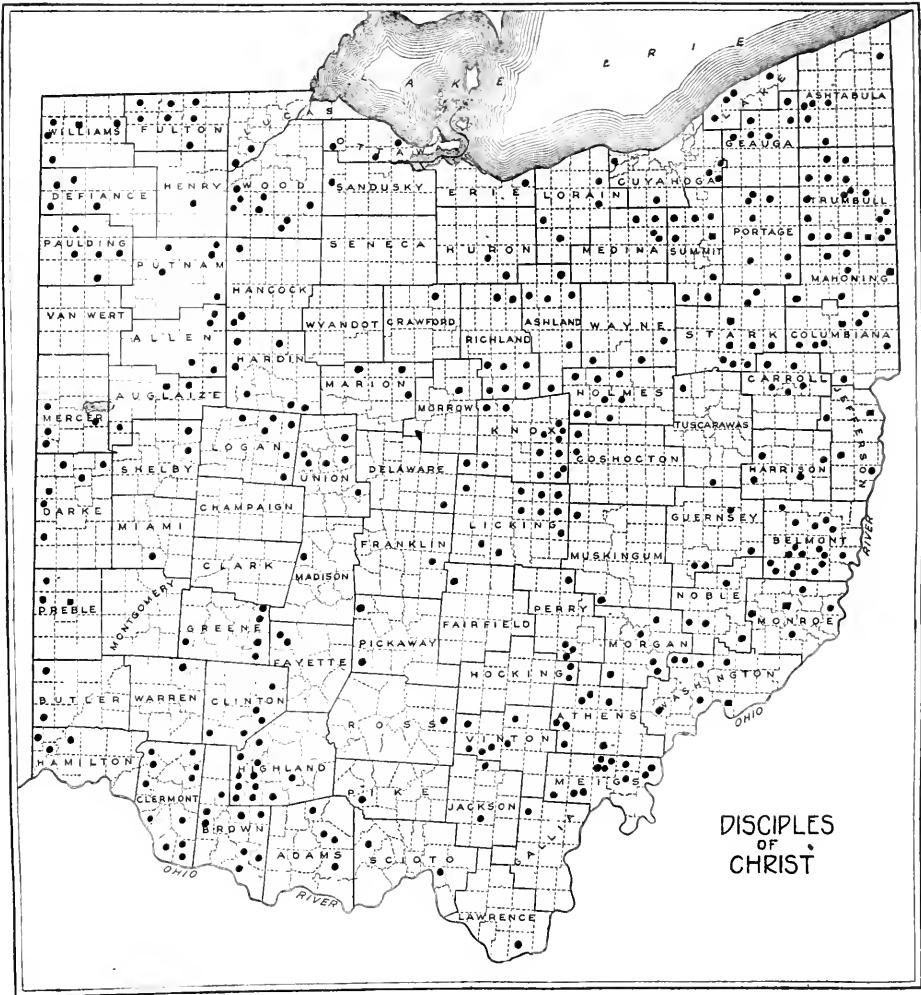 LAKE ERIE
WILLIAMS
FULTON
LUCAS
OTTAWA
LAKE
ASHTABULA
GEAUGA
CUYAHOGA
DEFIANCE
HENRY
WOOD
SANDUSKY
ERIE
LORAIN
TRUMBULL
PAULDING
PUTNAM
SENECA
HURON
MEDINA
SUMMIT
PORTAGE
MAHONING
HANCOCK
VAN WERT
ALLEN
WYANDOT
CRAWFORD
RICHLAND
ASHLAND
WAYNE
STARK
COLUMBIANA
HARDIN
MARION
CARROLL
AUGLAIZE
MERCER
MORROW
HOLMES
TUSCARAWAS
JEFFERSON
LOGAN
KNOX
SHELBY
UNION
DELAWARE
COSHOCTON
HARRISON
DARKE
CHAMPAIGN
MIAMI
LICKING
GUERNSEY
BELMONT
RIVER
FRANKLIN
MUSKINGUM
CLARK
MADISON
PREBLE
MONTGOMERY
PERRY
NOBLE
MONROE
GREENE
FAIRFIELD
PICKAWAY
MORGAN
FAYETTE
HOCKING
WASHINGTON
BUTLER
WARREN
CLINTON
ROSS
ATHENS
OHIO
VINTON
HAMILTON
HIGHLAND
MEIGS
CLERMONT
PIKE
JACKSON
BROWN
GALLIA
ADAMS
SCIOTO
OHIO
RIVER
LAWRENCE
DISCIPLES
OF
CHRIST